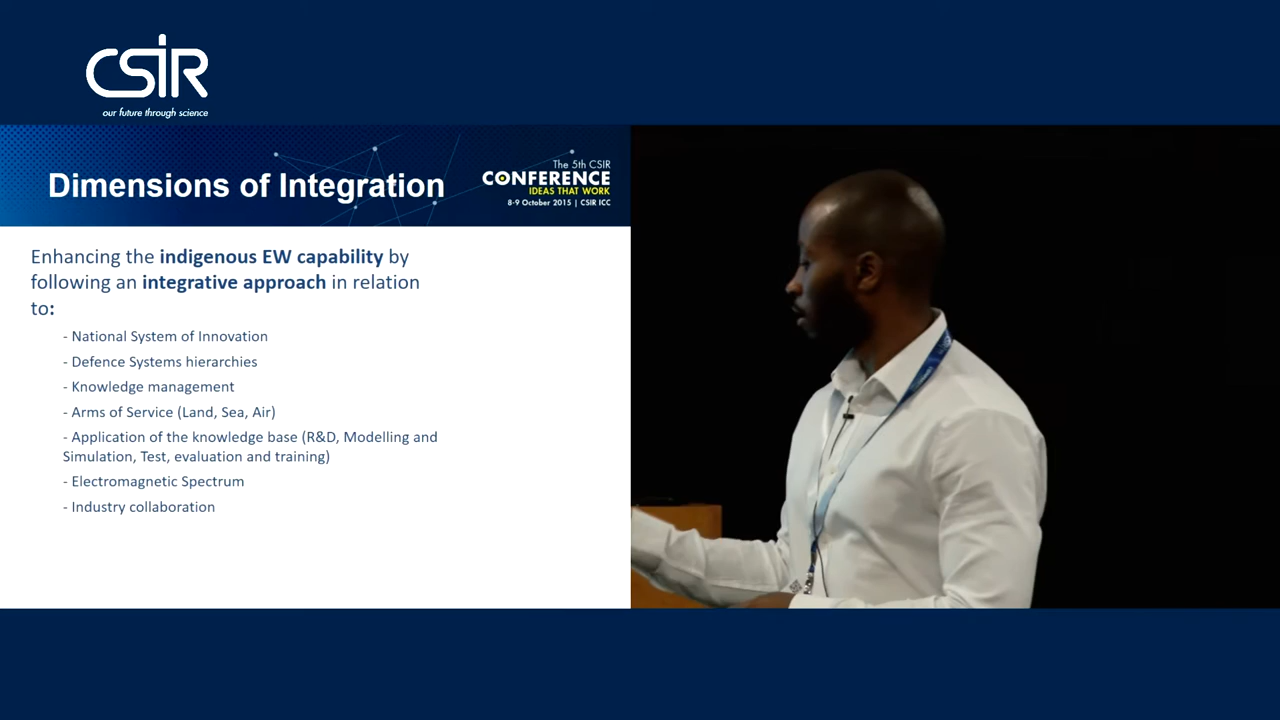 CSIR
our future through science
Dimensions of Integration
The 5th CSIR
CONFERENCE
IDEAS THAT WORK
8-9 October 2015 | CSIR ICC
Enhancing the indigenous EW capability by
following an integrative approach in relation
to:
- National System of Innovation
- Defence Systems hierarchies
- Knowledge management
- Arms of Service (Land, Sea, Air)
- Application of the knowledge base (R&D, Modelling and
Simulation, Test, evaluation and training)
- Electromagnetic Spectrum
- Industry collaboration